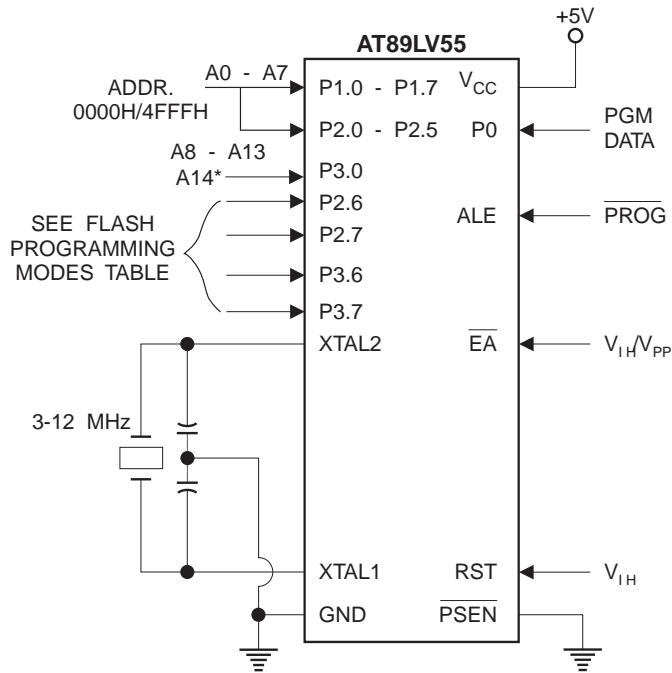 +5V
AT89LV55
A0 - A7
ADDR.
0000H/4FFFH
P1.0 - P1.7
VCC
P2.0 - P2.5
P0
PGM
DATA
A8 - A13
A14*
P3.0
P2.6
SEE FLASH
PROGRAMMING
MODES TABLE
P2.7
ALE
PROG
P3.6
P3.7
XTAL2
EA
VIH/VPP
3-12 MHz
XTAL1
RST
VIH
GND
PSEN